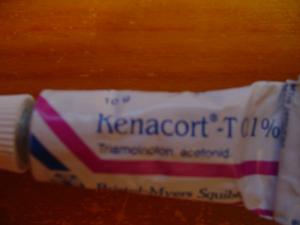 10 g
Kenacort®-T 0.1%
Triamcinolon. acetonid.
Bristol-Myers Squibb